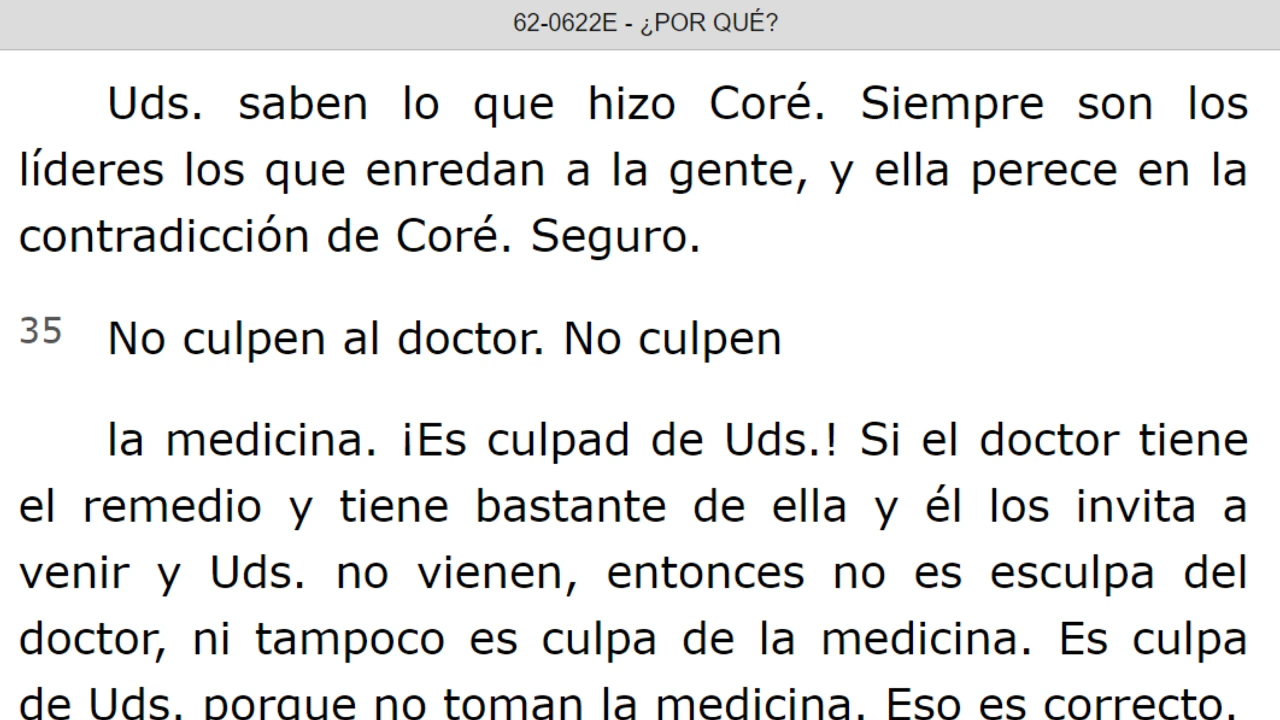 62-0622E - ¿POR QUÉ?
Uds. saben lo que hizo Coré. Siempre son los
líderes los que enredan a la gente, y ella perece en la
contradicción de Coré. Seguro.
35 No culpen al doctor. No culpen
la medicina. ¡Es culpad de Uds.! Si el doctor tiene
el remedio y tiene bastante de ella y él los invita a
venir y Uds. no vienen, entonces no es esculpa del
doctor, ni tampoco es culpa de la medicina. Es culpa
de Uds. porque no toman la medicina. Eso es correcto.